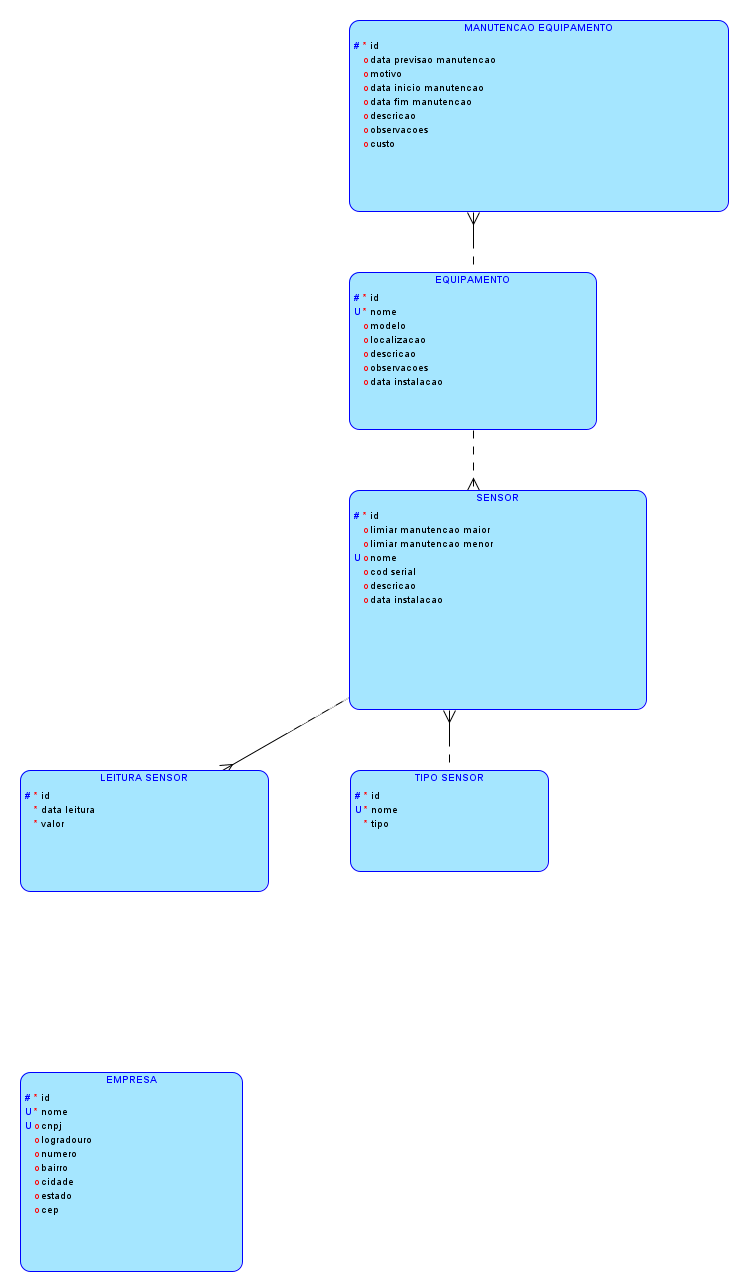 MANUTENCAO EQUIPAMENTO
# * id
o data previsao manutencao
o motivo
o data inicio manutencao
o data fim manutencao
o descricao
o observacoes
o custo
EQUIPAMENTO
# * id
U * nome
o modelo
o localizacao
o descricao
o observacoes
o data instalacao
SENSOR
# * id
o limiar manutencao maior
o limiar manutencao menor
U o nome
o cod serial
o descricao
o data instalacao
LEITURA SENSOR
# * id
* data leitura
* valor
TIPO SENSOR
# * id
U * nome
* tipo
EMPRESA
# * id
U * nome
U o cnpj
o logradouro
o numero
o bairro
o cidade
o estado
o cep